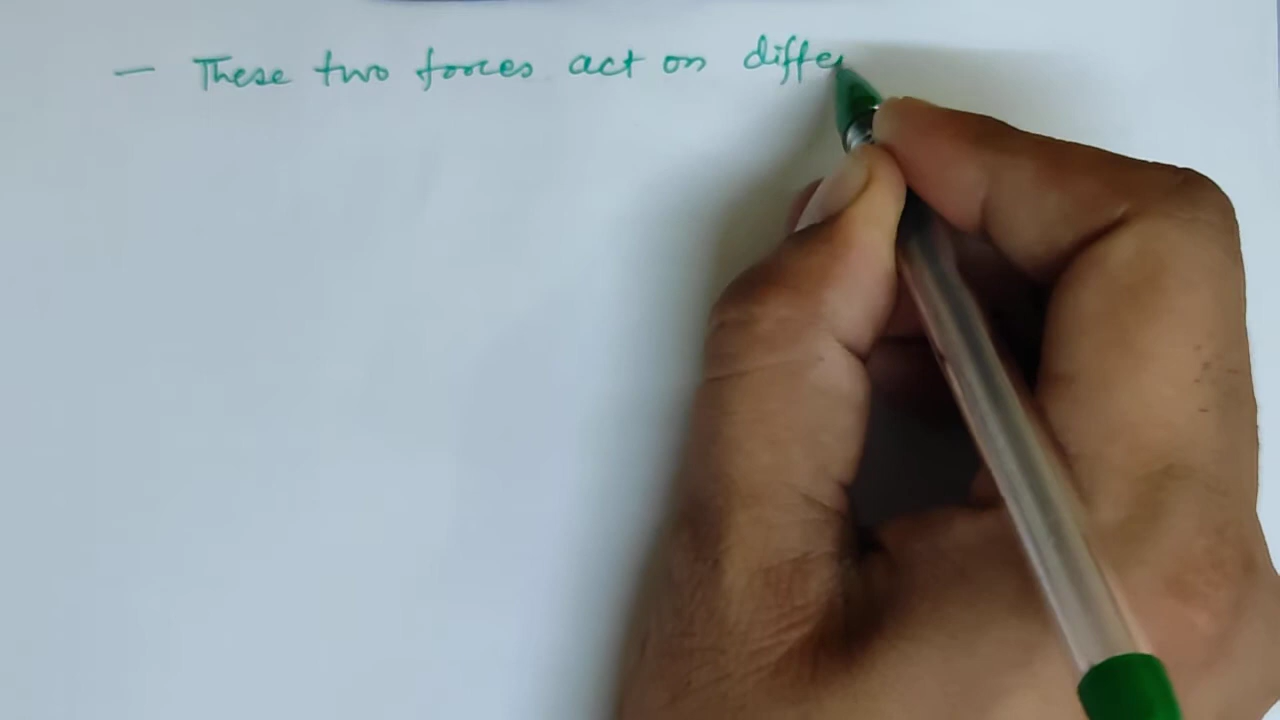 — These two forces act on diffe